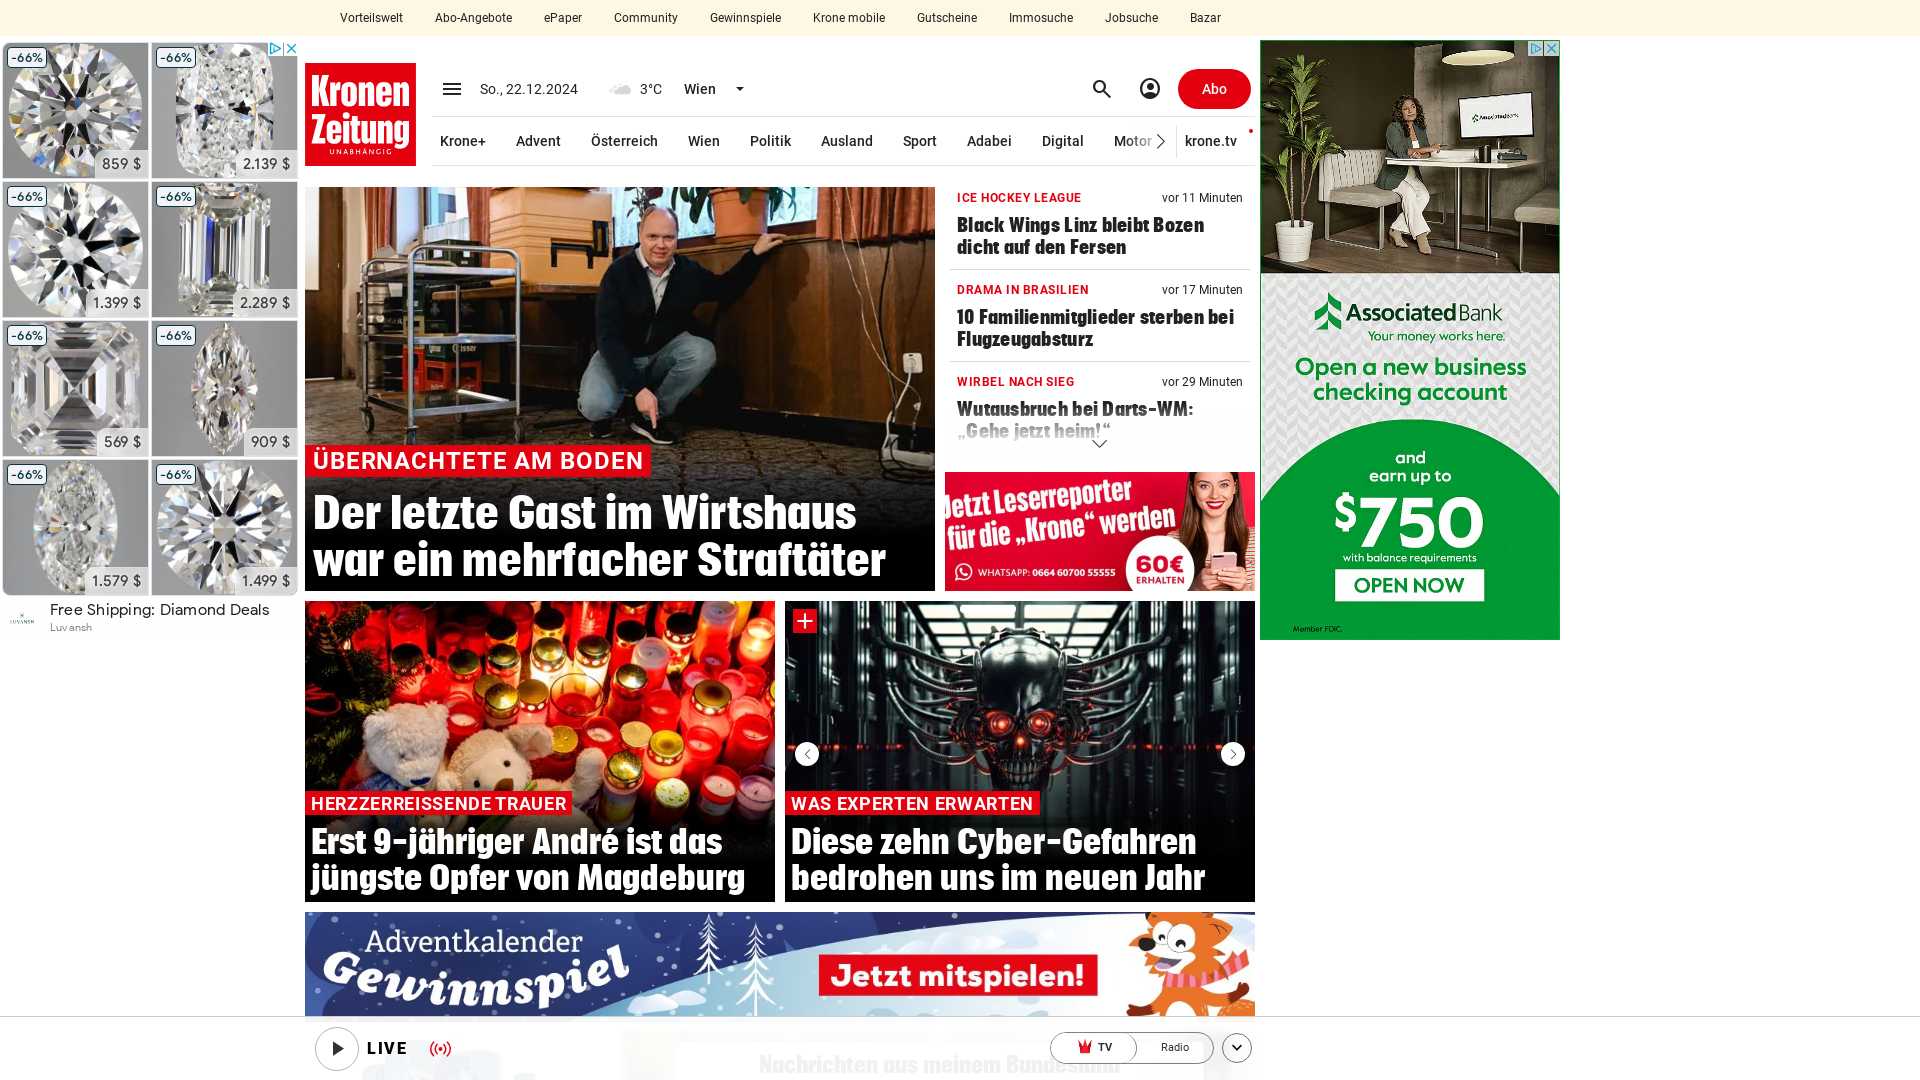 Vorteilswelt
Abo-Angebote
ePaper
Community
Gewinnspiele
Krone mobile
Gutscheine
Immosuche
Jobsuche
Bazar
-66%
859 $
-66%
2.139 $
-66%
1.399 $
-66%
2.289 $
-66%
569 $
-66%
909 $
-66%
1.579 $
-66%
1.499 $
Free Shipping: Diamond Deals
Luvansh
Kronen
Zeitung
UNABHÄNGIG
So., 22.12.2024
3°C
Wien
Abo
Krone+
Advent
Österreich
Wien
Politik
Ausland
Sport
Adabei
Digital
Motor
krone.tv
ÜBERNACHTETE AM BODEN
Der letzte Gast im Wirtshaus
war ein mehrfacher Straftäter
ICE HOCKEY LEAGUE
vor 11 Minuten
Black Wings Linz bleibt Bozen
dicht auf den Fersen
DRAMA IN BRASILIEN
vor 17 Minuten
10 Familienmitglieder sterben bei
Flugzeugabsturz
WIRBEL NACH SIEG
vor 29 Minuten
Wutausbruch bei Darts-WM:
„Gehe jetzt heim!“
Jetzt Leserreporter
für die „Krone“ werden
WHATSAPP: 0664 60700 55555
60€
ERHALTEN
HERZZERREISSENDE TRAUER
Erst 9-jähriger André ist das
jüngste Opfer von Magdeburg
WAS EXPERTEN ERWARTEN
Diese zehn Cyber-Gefahren
bedrohen uns im neuen Jahr
Adventkalender
Gewinnspiel
Jetzt mitspielen!
LIVE
TV
Radio
Nachrichten aus meinem Bundesland
AssociatedBank
AssociatedBank
Your money works here.
Open a new business
checking account
and
earn up to
$750
with balance requirements
OPEN NOW
Member FDIC.